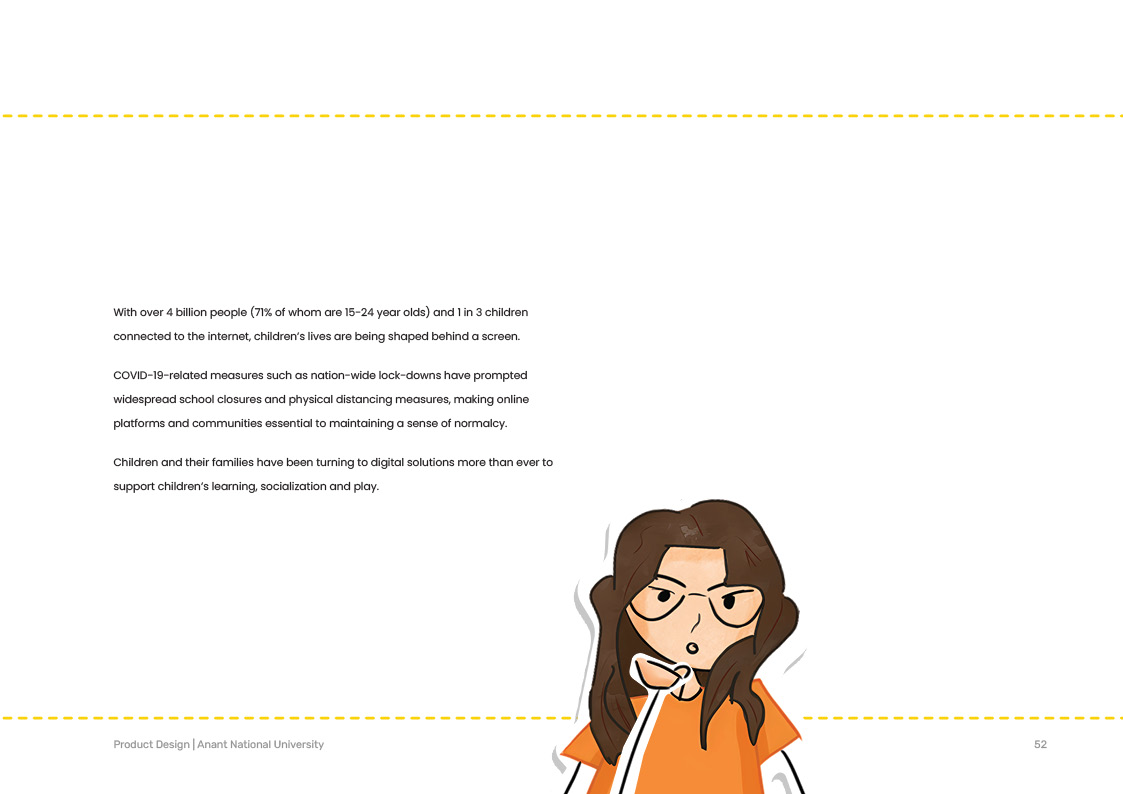 With over 4 billion people (71% of whom are 15-24 year olds) and 1 in 3 children
connected to the internet, children's lives are being shaped behind a screen.
COVID-19-related measures such as nation-wide lock-downs have prompted
widespread school closures and physical distancing measures, making online
platforms and communities essential to maintaining a sense of normalcy.
Children and their families have been turning to digital solutions more than ever to
support children's learning, socialization and play.
Product Design | Anant National University
52